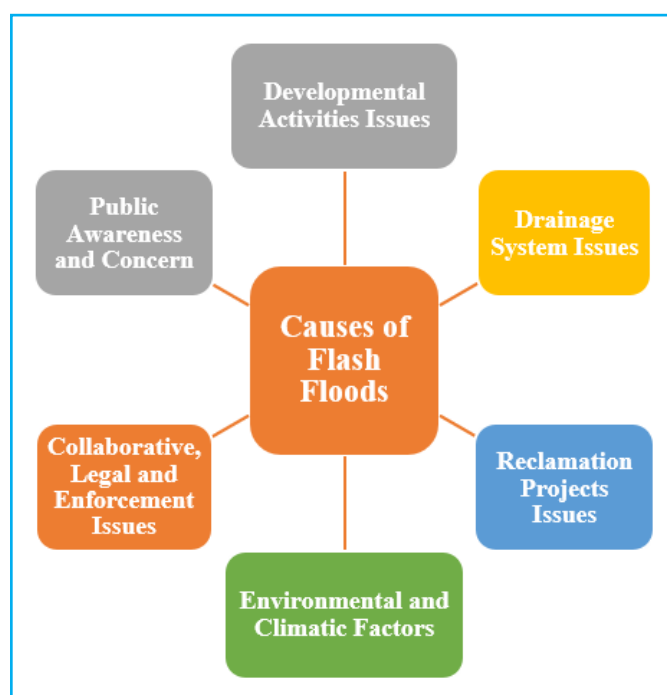 Developmental
Activities Issues
Public
Awareness
and Concern
Drainage
System Issues
Causes of
Flash
Floods
Collaborative,
Legal and
Enforcement
Issues
Reclamation
Projects
Issues
Environmental and
Climatic Factors